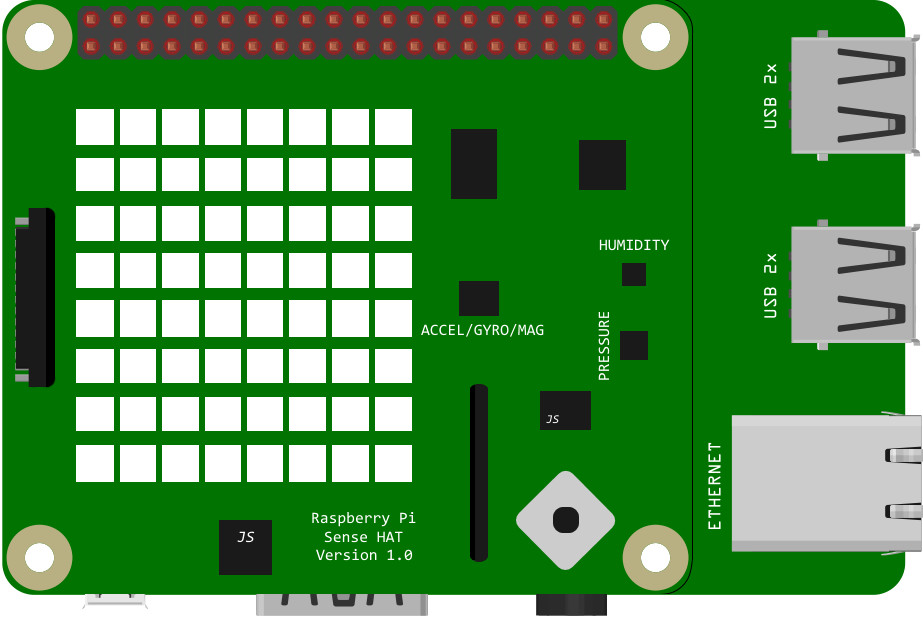 USB 2x
HUMIDITY
USB 2x
ACCEL/GYRO/MAG
PRESSURE
JS
ETHERNET
Raspberry Pi
Sense HAT
Version 1.0
JS